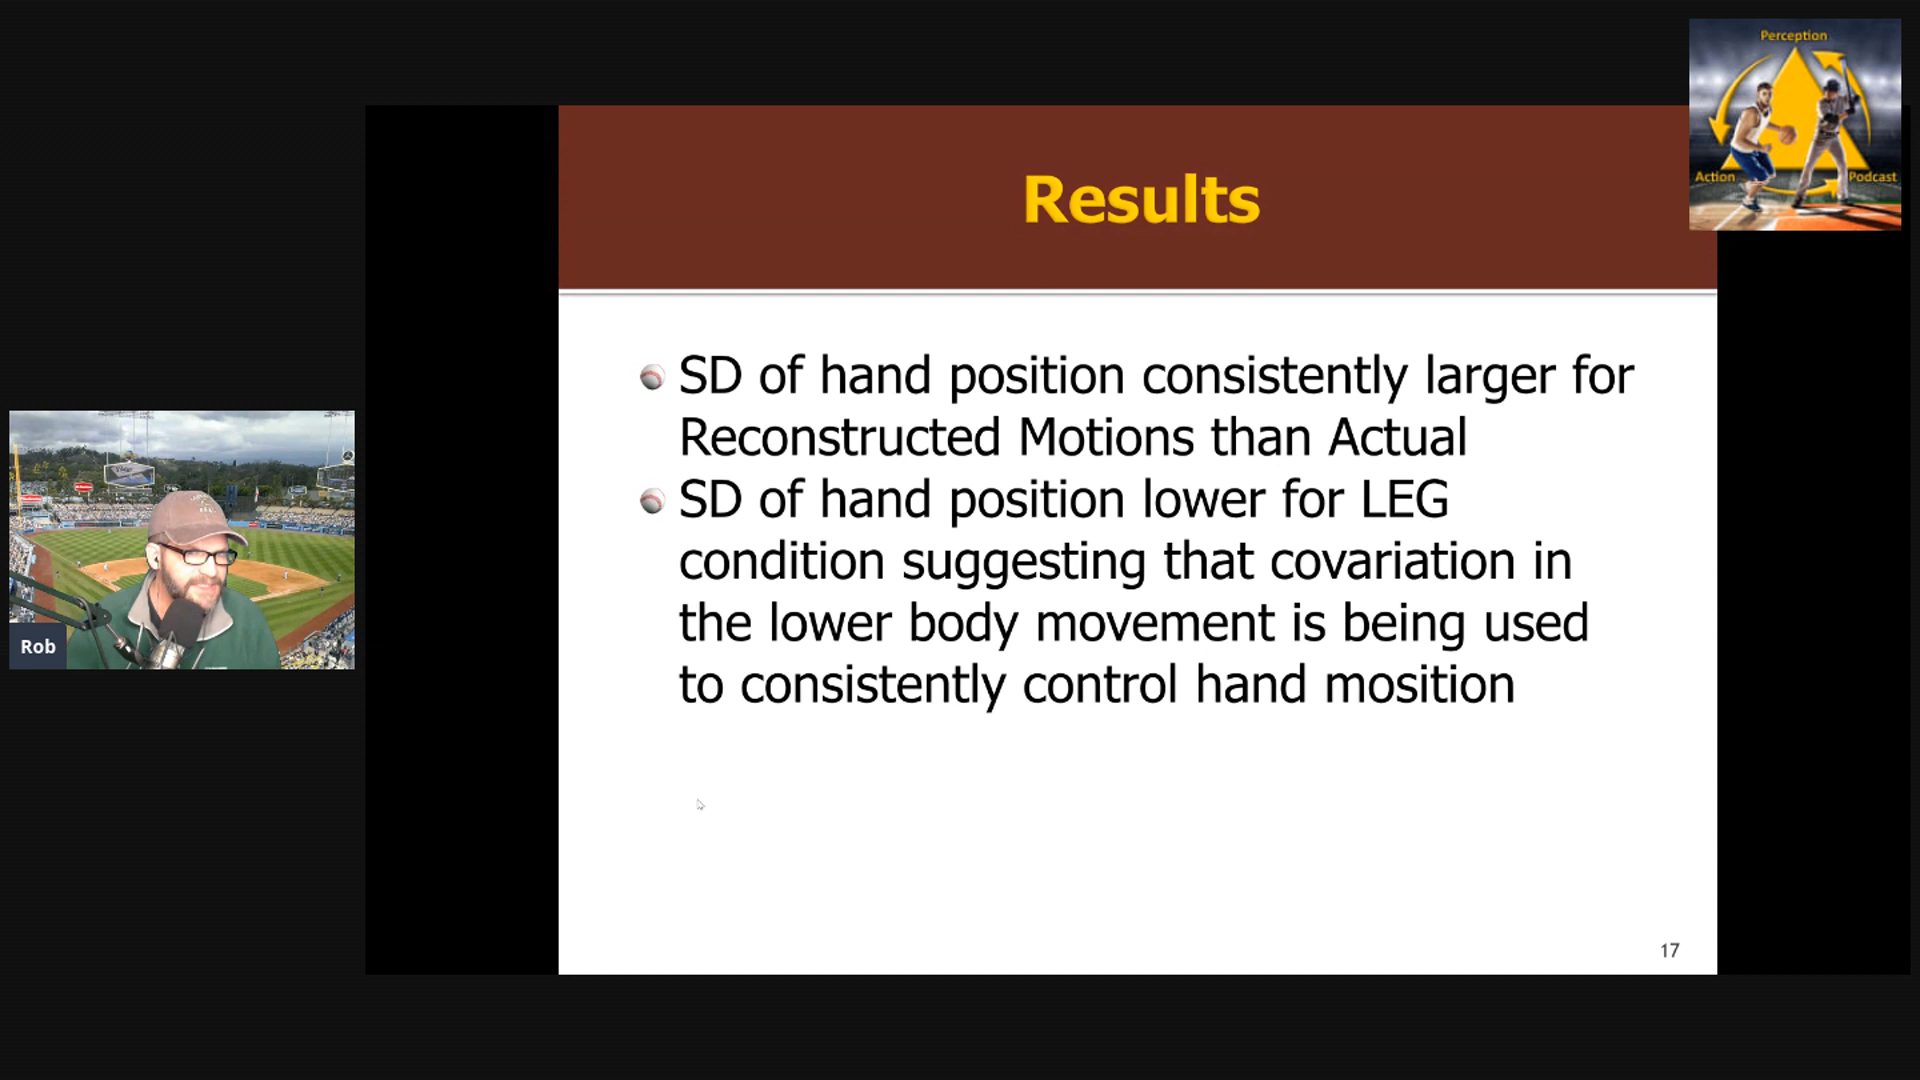 Perception
Action
Podcast
Results
SD of hand position consistently larger for
Reconstructed Motions than Actual
SD of hand position lower for LEG
condition suggesting that covariation in
the lower body movement is being used
to consistently control hand mosition
Rob
17